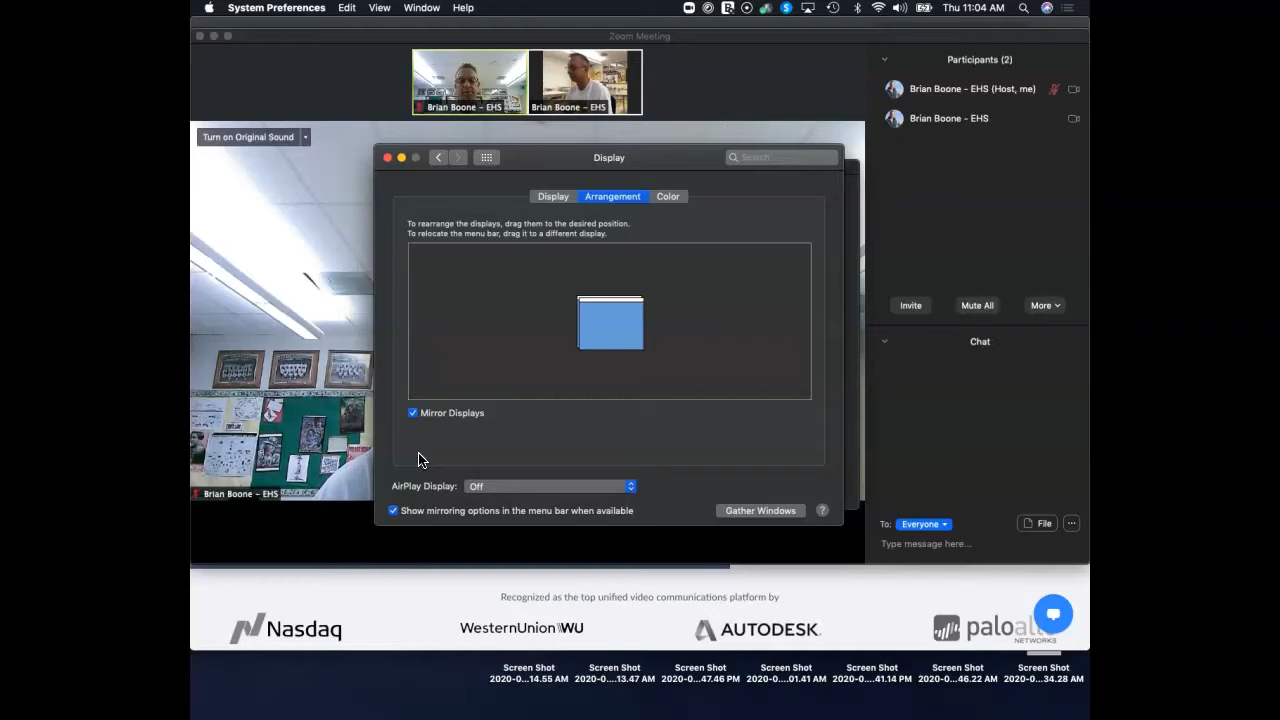 System Preferences Edit View Window Help
Thu 11:04 AM
Zoom Meeting
Brian Boone - EHS
Brian Boone - EHS
Turn on Original Sound
Participants (2)
Brian Boone - EHS (Host, me)
Brian Boone - EHS
Invite
Mute All
More
Display
Search
Display
Arrangement
Color
To rearrange the displays, drag them to the desired position.
To relocate the menu bar, drag it to a different display.
Mirror Displays
AirPlay Display: Off
Show mirroring options in the menu bar when available
Gather Windows
?
Brian Boone - EHS
Chat
To: Everyone
File
...
Type message here...
Recognized as the top unified video communications platform by
Nasdaq
WesternUnion WU
AUTODESK.
NETWORKS
Screen Shot
2020-0...14.55 AM
Screen Shot
2020-0....13.47 AM
Screen Shot
2020-0...47.46 PM
Screen Shot
2020-0....01.41 AM
Screen Shot
2020-0...41.14 PM
Screen Shot
2020-0...46.22 AM
Screen Shot
2020-0...34.28 AM